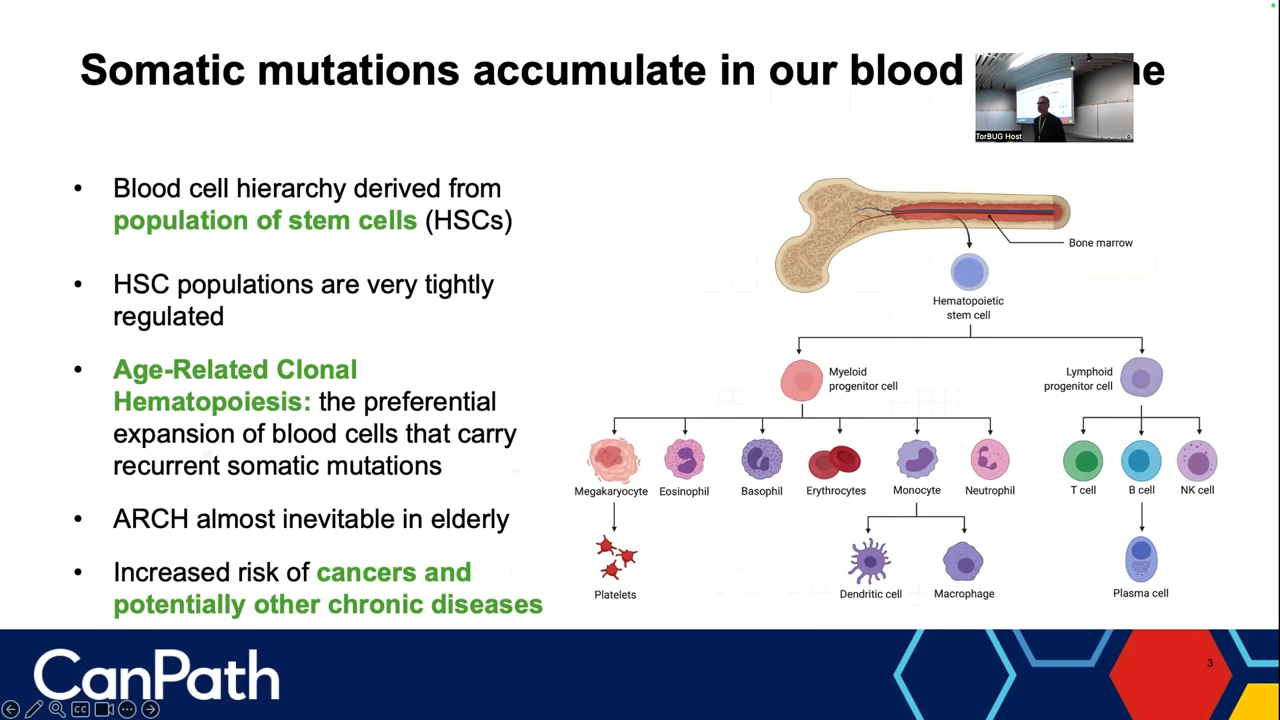 Somatic mutations accumulate in our blood
TorBUG Host
Blood cell hierarchy derived from
population of stem cells (HSCs)
HSC populations are very tightly
regulated
Age-Related Clonal
Hematopoiesis: the preferential
expansion of blood cells that carry
recurrent somatic mutations
ARCH almost inevitable in elderly
Increased risk of cancers and
potentially other chronic diseases
Bone marrow
Hematopoietic
stem cell
Myeloid
progenitor cell
Lymphoid
progenitor cell
Megakaryocyte
Eosinophil
Basophil
Erythrocytes
Monocyte
Neutrophil
T cell
B cell
NK cell
Platelets
Dendritic cell
Macrophage
Plasma cell
CanPath
3
CC